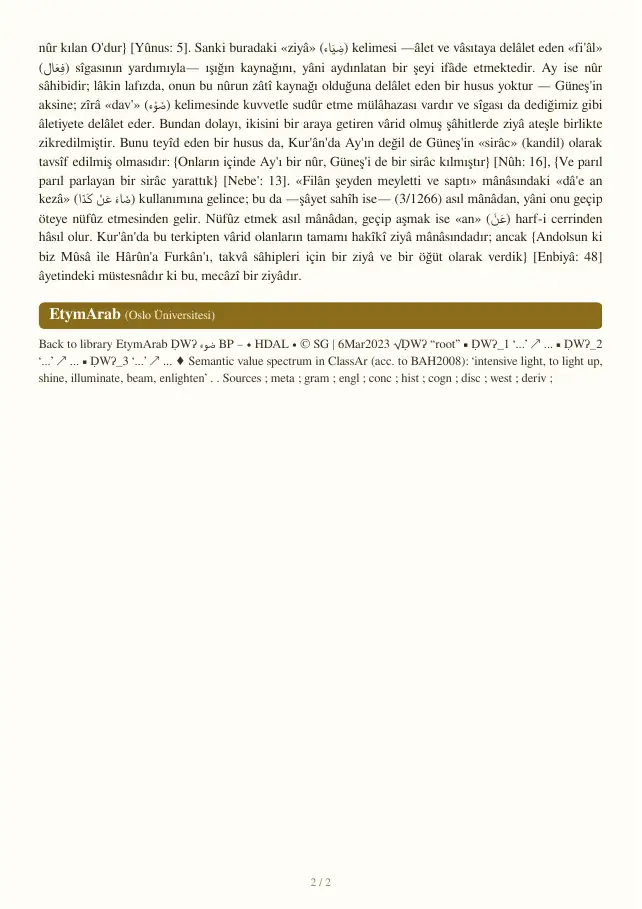 nûr kılan O'dur} [Yûnus: 5]. Sanki buradaki «ziyâ» (ضِيَاء) kelimesi —âlet ve vâsıtaya delâlet eden «fi'âl»
(فِعَال) sîgasının yardımıyla— ışığın kaynağını, yâni aydınlatan bir şeyi ifâde etmektedir. Ay ise nûr
sâhibidir; lâkin lafızda, onun bu nûrun zâtî kaynağı olduğuna delâlet eden bir husus yoktur — Güneş'in
aksine; zîrâ «dav'» (ضَوْء) kelimesinde kuvvetle sudûr etme mülâhazası vardır ve sîgası da dediğimiz gibi
âletiyete delâlet eder. Bundan dolayı, ikisini bir araya getiren vârid olmuş şâhitlerde ziyâ ateşle birlikte
zikredilmiştir. Bunu teyîd eden bir husus da, Kur'ân'da Ay'ın değil de Güneş'in «sirâc» (kandil) olarak
tavsîf edilmiş olmasıdır: {Onların içinde Ay'ı bir nûr, Güneş'i de bir sirâc kılmıştır} [Nûh: 16], {Ve parıl
parıl parlayan bir sirâc yarattık} [Nebe': 13]. «Filân şeyden meyletti ve saptı» mânâsındaki «dâ'e an
kezâ» (ضَاءَ عَنْ كَذَا) kullanımına gelince; bu da —şâyet sahîh ise— (3/1266) asıl mânadan, yâni onu geçip
öteye nüfûz etmesinden gelir. Nüfûz etmek asıl mânadan, geçip aşmak ise «an» (عَنْ) harf-i cerrinden
hâsıl olur. Kur'ân'da bu terkipten vârid olanların tamamı hakîkî ziyâ mânâsındadır; ancak {Andolsun ki
biz Mûsâ ile Hârûn'a Furkân'ı, takvâ sâhipleri için bir ziyâ ve bir öğüt olarak verdik} [Enbiyâ: 48]
âyetindeki müstesnâdır ki bu, mecâzî bir ziyâdır.
EtymArab (Oslo Üniversitesi)
Back to library EtymArab ḌWʔ ضوء BP – • HDAL • © SG | 6Mar2023 √ḌWʔ “root” ▪ ḌWʔ_1 ‘...’ ↗ ... ▪ ḌWʔ_2
‘...’ ↗ ... ▪ ḌWʔ_3 ‘...’ ↗ ... ♦ Semantic value spectrum in ClassAr (acc. to BAH2008): ‘intensive light, to light up,
shine, illuminate, beam, enlighten’ . . Sources ; meta ; gram ; engl ; conc ; hist ; cogn ; disc ; west ; deriv ;
2 / 2